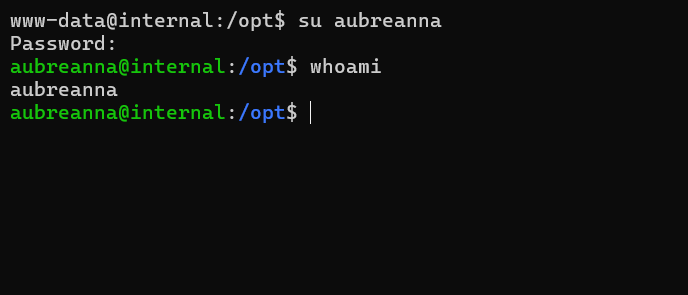 www-data@internal:/opt$ su aubreanna
Password:
aubreanna@internal:/opt$ whoami
aubreanna
aubreanna@internal:/opt$